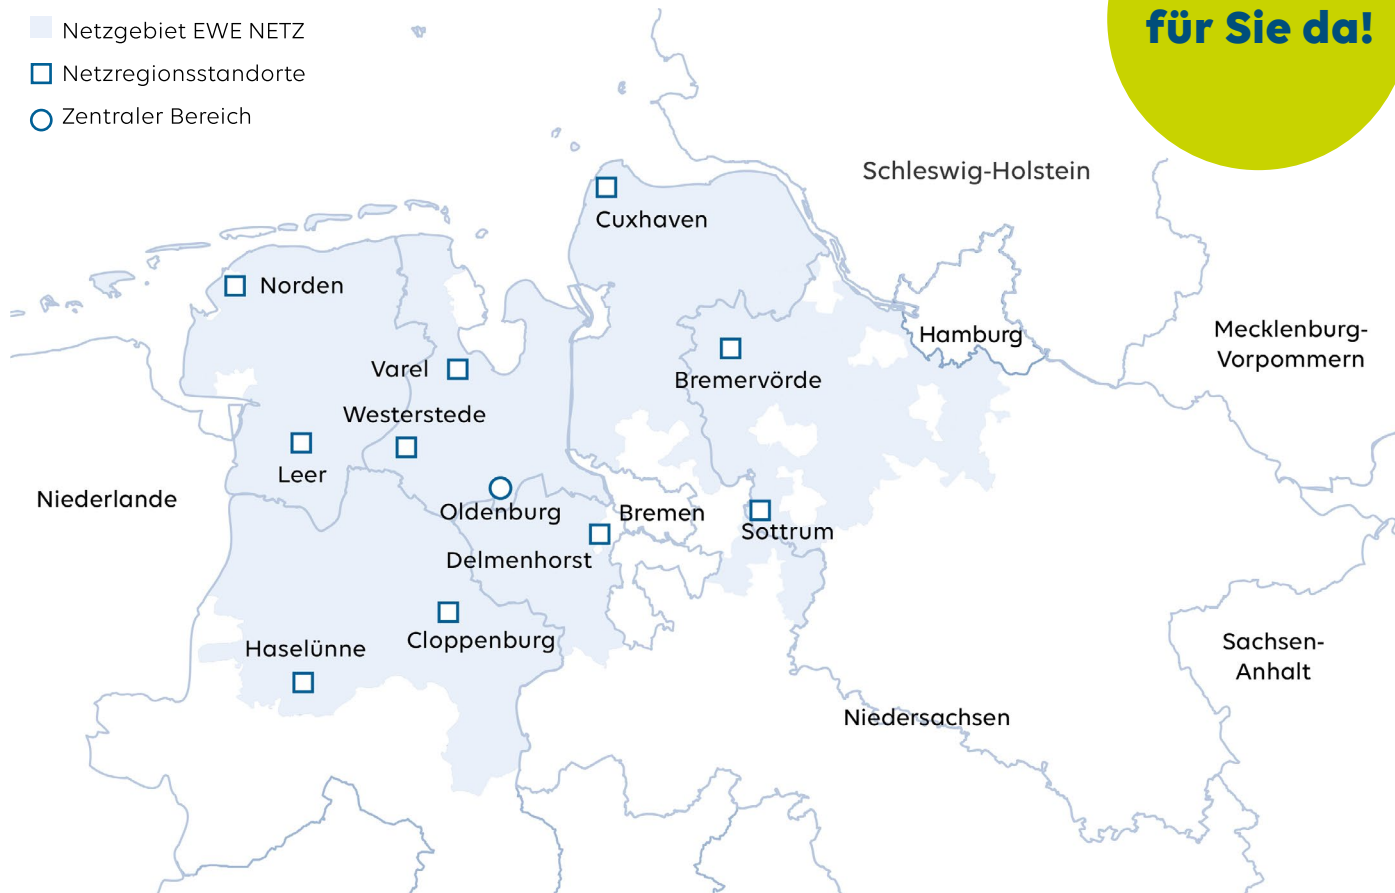 Netzgebiet EWE NETZ
Netzregionsstandorte
Zentraler Bereich
für Sie da!
Schleswig-Holstein
Cuxhaven
Norden
Hamburg
Mecklenburg-
Vorpommern
Varel
Bremervörde
Westerstede
Leer
Niederlande
Oldenburg
Bremen
Sottrum
Delmenhorst
Cloppenburg
Haselünne
Sachsen-
Anhalt
Niedersachsen